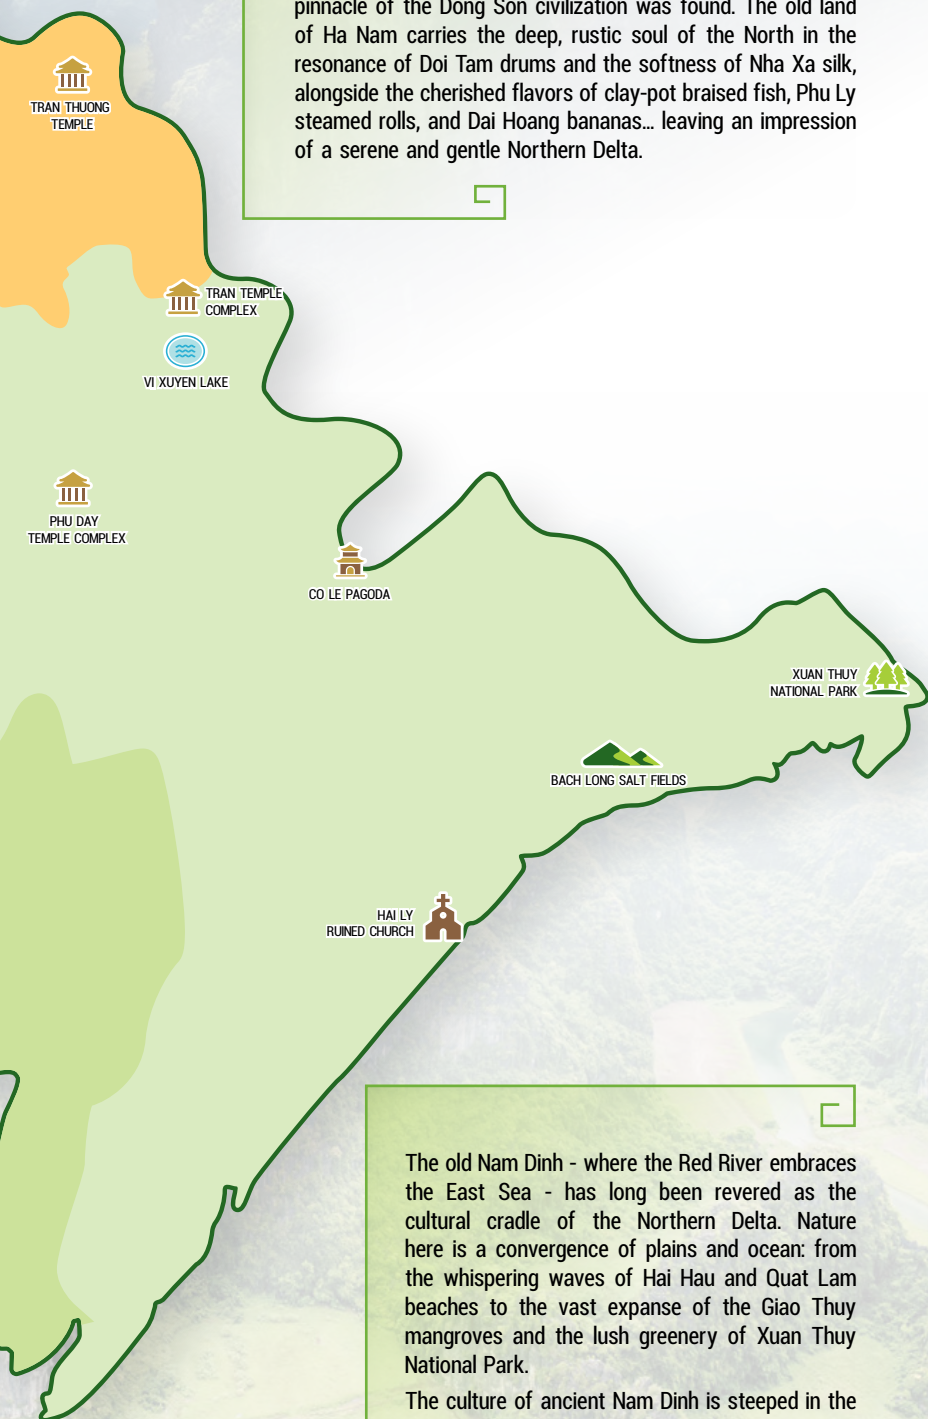 pinnacle of the Dong Son civilization was found. The old land
of Ha Nam carries the deep, rustic soul of the North in the
resonance of Doi Tam drums and the softness of Nha Xa silk,
alongside the cherished flavors of clay-pot braised fish, Phu Ly
steamed rolls, and Dai Hoang bananas... leaving an impression
of a serene and gentle Northern Delta.
TRAN THUONG
TEMPLE
TRAN TEMPLE
COMPLEX
VI XUYEN LAKE
PHU DAY
TEMPLE COMPLEX
CO LE PAGODA
XUAN THUY
NATIONAL PARK
BACH LONG SALT FIELDS
HAI LY
RUINED CHURCH
The old Nam Dinh - where the Red River embraces
the East Sea - has long been revered as the
cultural cradle of the Northern Delta. Nature
here is a convergence of plains and ocean: from
the whispering waves of Hai Hau and Quat Lam
beaches to the vast expanse of the Giao Thuy
mangroves and the lush greenery of Xuan Thuy
National Park.
The culture of ancient Nam Dinh is steeped in the